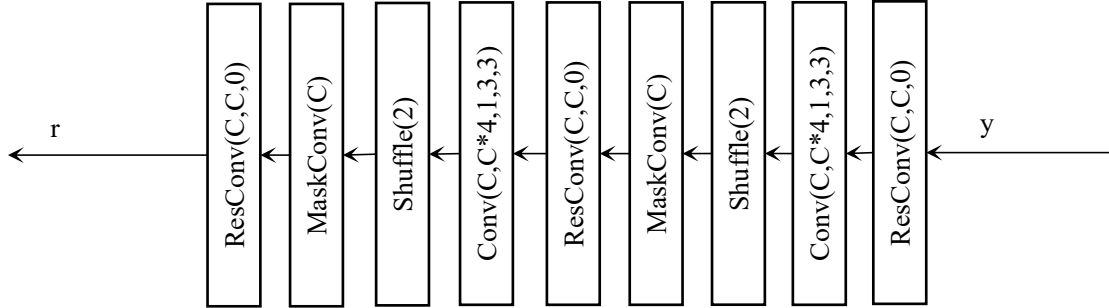 r
ResConv(C,C,0)
MaskConv(C)
Shuffle(2)
Conv(C,C*4,1,3,3)
ResConv(C,C,0)
MaskConv(C)
Shuffle(2)
Conv(C,C*4,1,3,3)
ResConv(C,C,0)
y